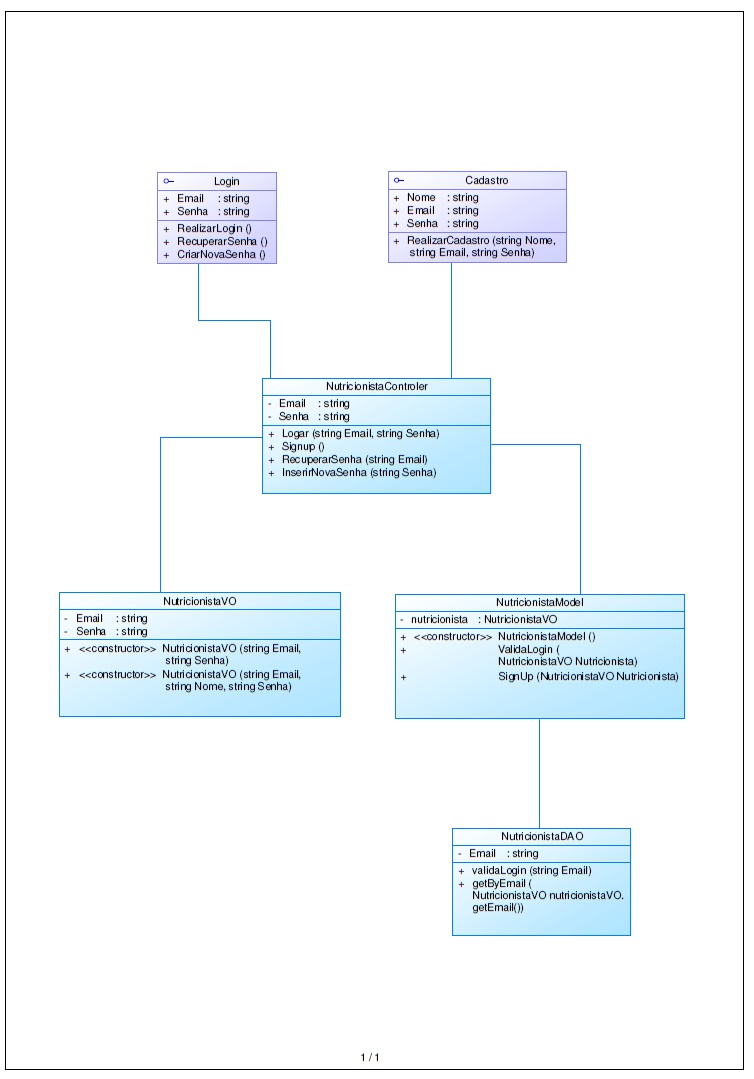 Login
+ Email : string
+ Senha : string
+ RealizarLogin ()
+ RecuperarSenha ()
+ CriarNovaSenha ()
Cadastro
+ Nome : string
+ Email : string
+ Senha : string
+ RealizarCadastro (string Nome,
string Email, string Senha)
NutricionistaControler
- Email : string
- Senha : string
+ Logar (string Email, string Senha)
+ Signup ()
+ RecuperarSenha (string Email)
+ InserirNovaSenha (string Senha)
NutricionistaVO
- Email : string
- Senha : string
+ <<constructor>> NutricionistaVO (string Email,
string Senha)
+ <<constructor>> NutricionistaVO (string Email,
string Nome, string Senha)
NutricionistaModel
- nutricionista : NutricionistaVO
+ <<constructor>> NutricionistaModel ()
+ ValidaLogin (
NutricionistaVO Nutricionista)
+ SignUp (NutricionistaVO Nutricionista)
NutricionistaDAO
- Email : string
+ validaLogin (string Email)
+ getByEmail (
NutricionistaVO nutricionistaVO.
getEmail())
1 / 1